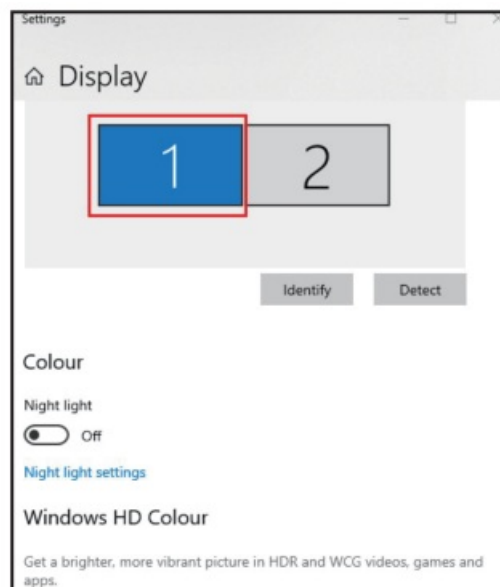 Settings
Display
1 2
Identify Detect
Colour
Night light
Off
Night light settings
Windows HD Colour
Get a brighter, more vibrant picture in HDR and WCG videos, games and
apps.